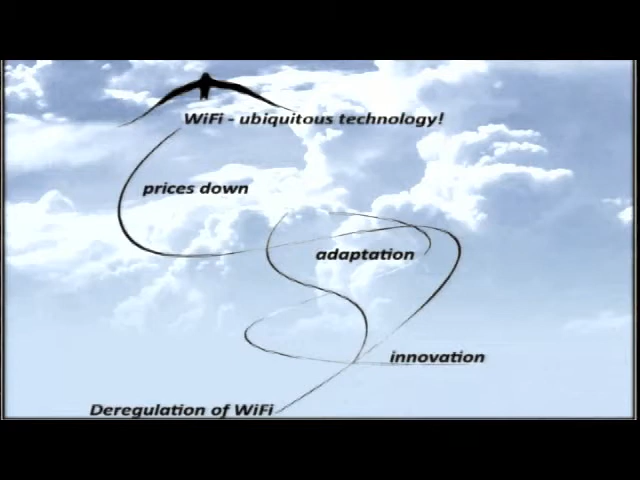 WiFi - ubiquitous technology!
prices down
adaptation
innovation
Deregulation of WiFi